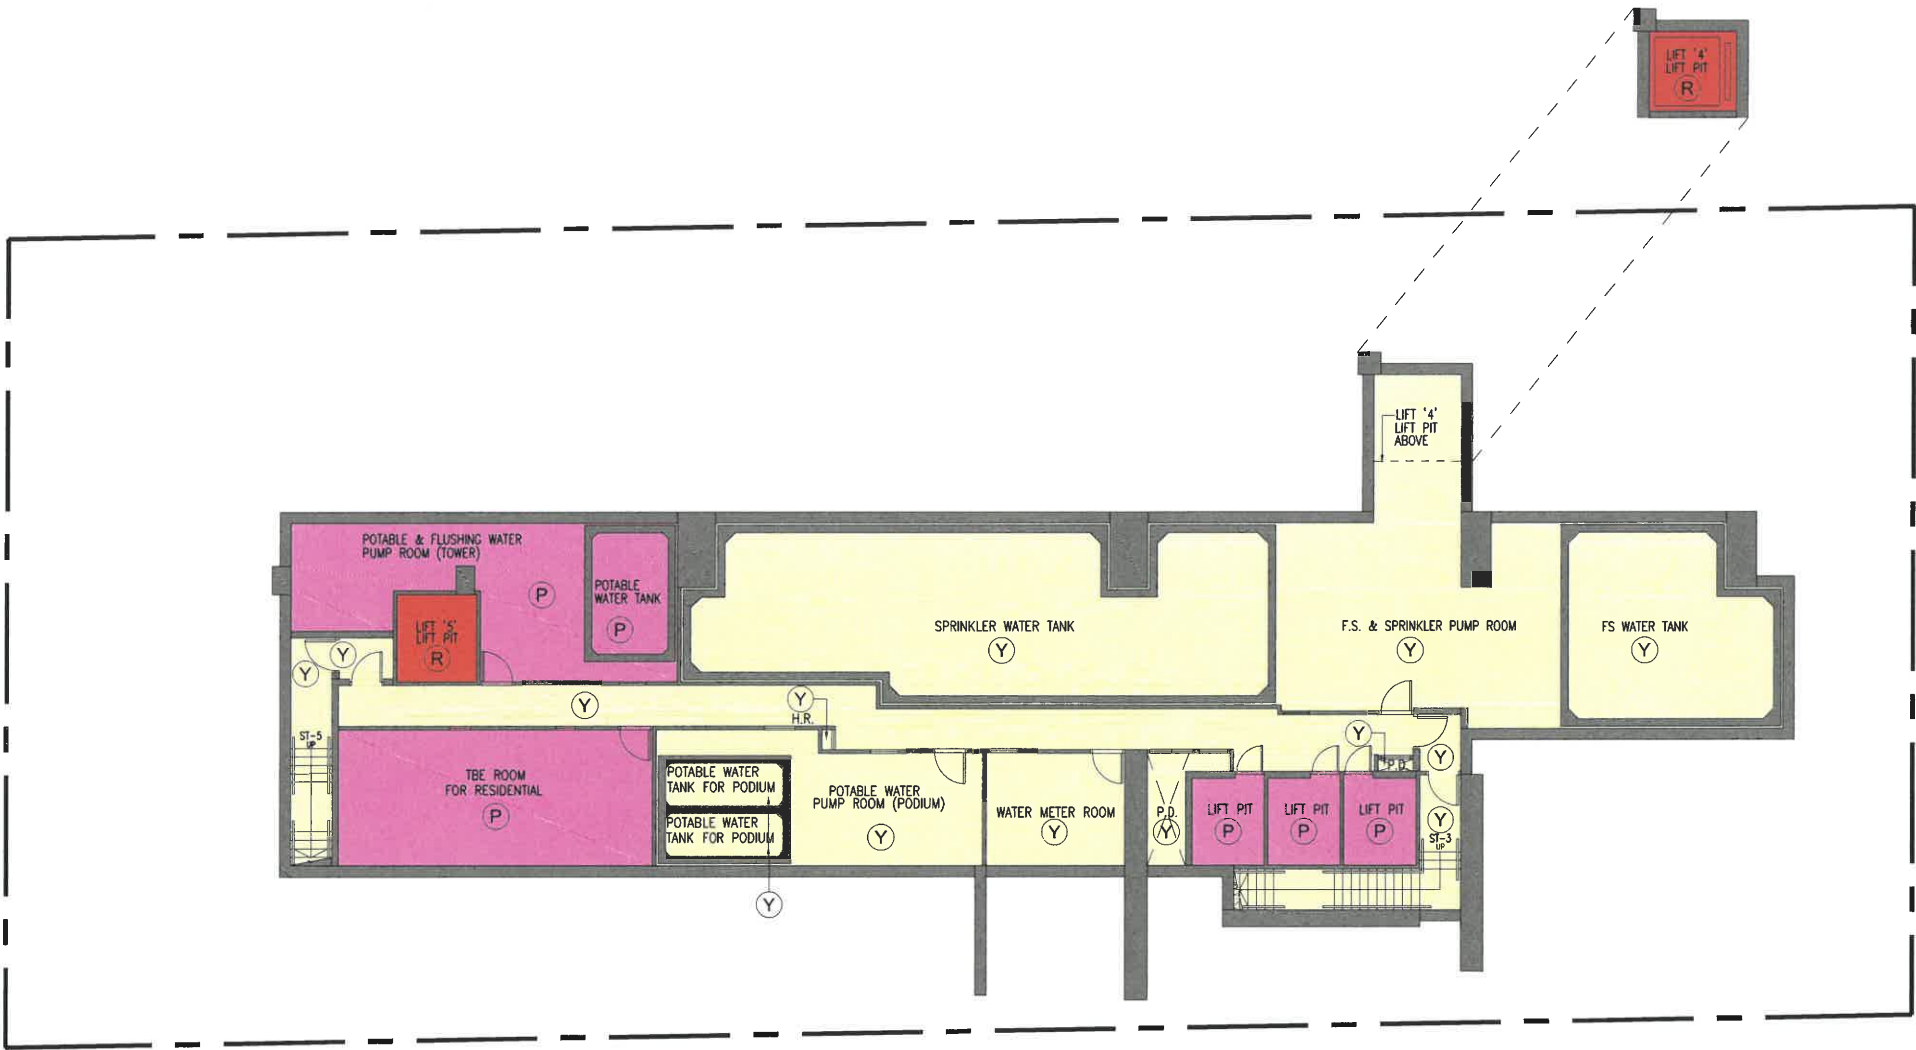 LIFT '4'
LIFT PIT
R
LIFT '4'
LIFT PIT
ABOVE
POTABLE & FLUSHING WATER
PUMP ROOM (TOWER)
P
POTABLE
WATER TANK
P
LIFT '5'
LIFT PIT
R
Y
Y
SPRINKLER WATER TANK
Y
F.S. & SPRINKLER PUMP ROOM
Y
FS WATER TANK
Y
Y
Y
H.R.
ST-5
UP
TBE ROOM
FOR RESIDENTIAL
P
POTABLE WATER
TANK FOR PODIUM
POTABLE WATER
TANK FOR PODIUM
Y
POTABLE WATER
PUMP ROOM (PODIUM)
Y
WATER METER ROOM
Y
P.D.
Y
LIFT PIT
P
LIFT PIT
P
LIFT PIT
P
Y
P.D.
Y
Y
ST-3
UP